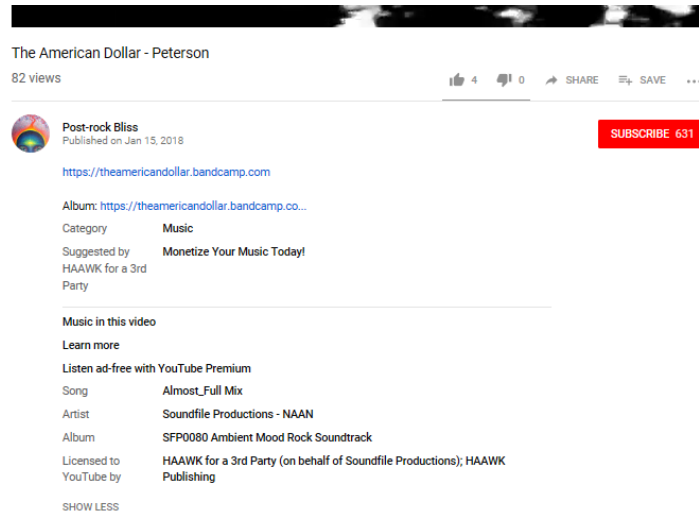 The American Dollar - Peterson
82 views
4 0 SHARE SAVE
Post-rock Bliss
SUBSCRIBE 631
Published on Jan 15, 2018
https://theamericandollar.bandcamp.com
Album: https://theamericandollar.bandcamp.co...
Category Music
Suggested by Monetize Your Music Today!
HAAWK for a 3rd
Party
Music in this video
Learn more
Listen ad-free with YouTube Premium
Song Almost_Full Mix
Artist Soundfile Productions - NAAN
Album SFP0080 Ambient Mood Rock Soundtrack
Licensed to HAAWK for a 3rd Party (on behalf of Soundfile Productions); HAAWK
YouTube by Publishing
SHOW LESS